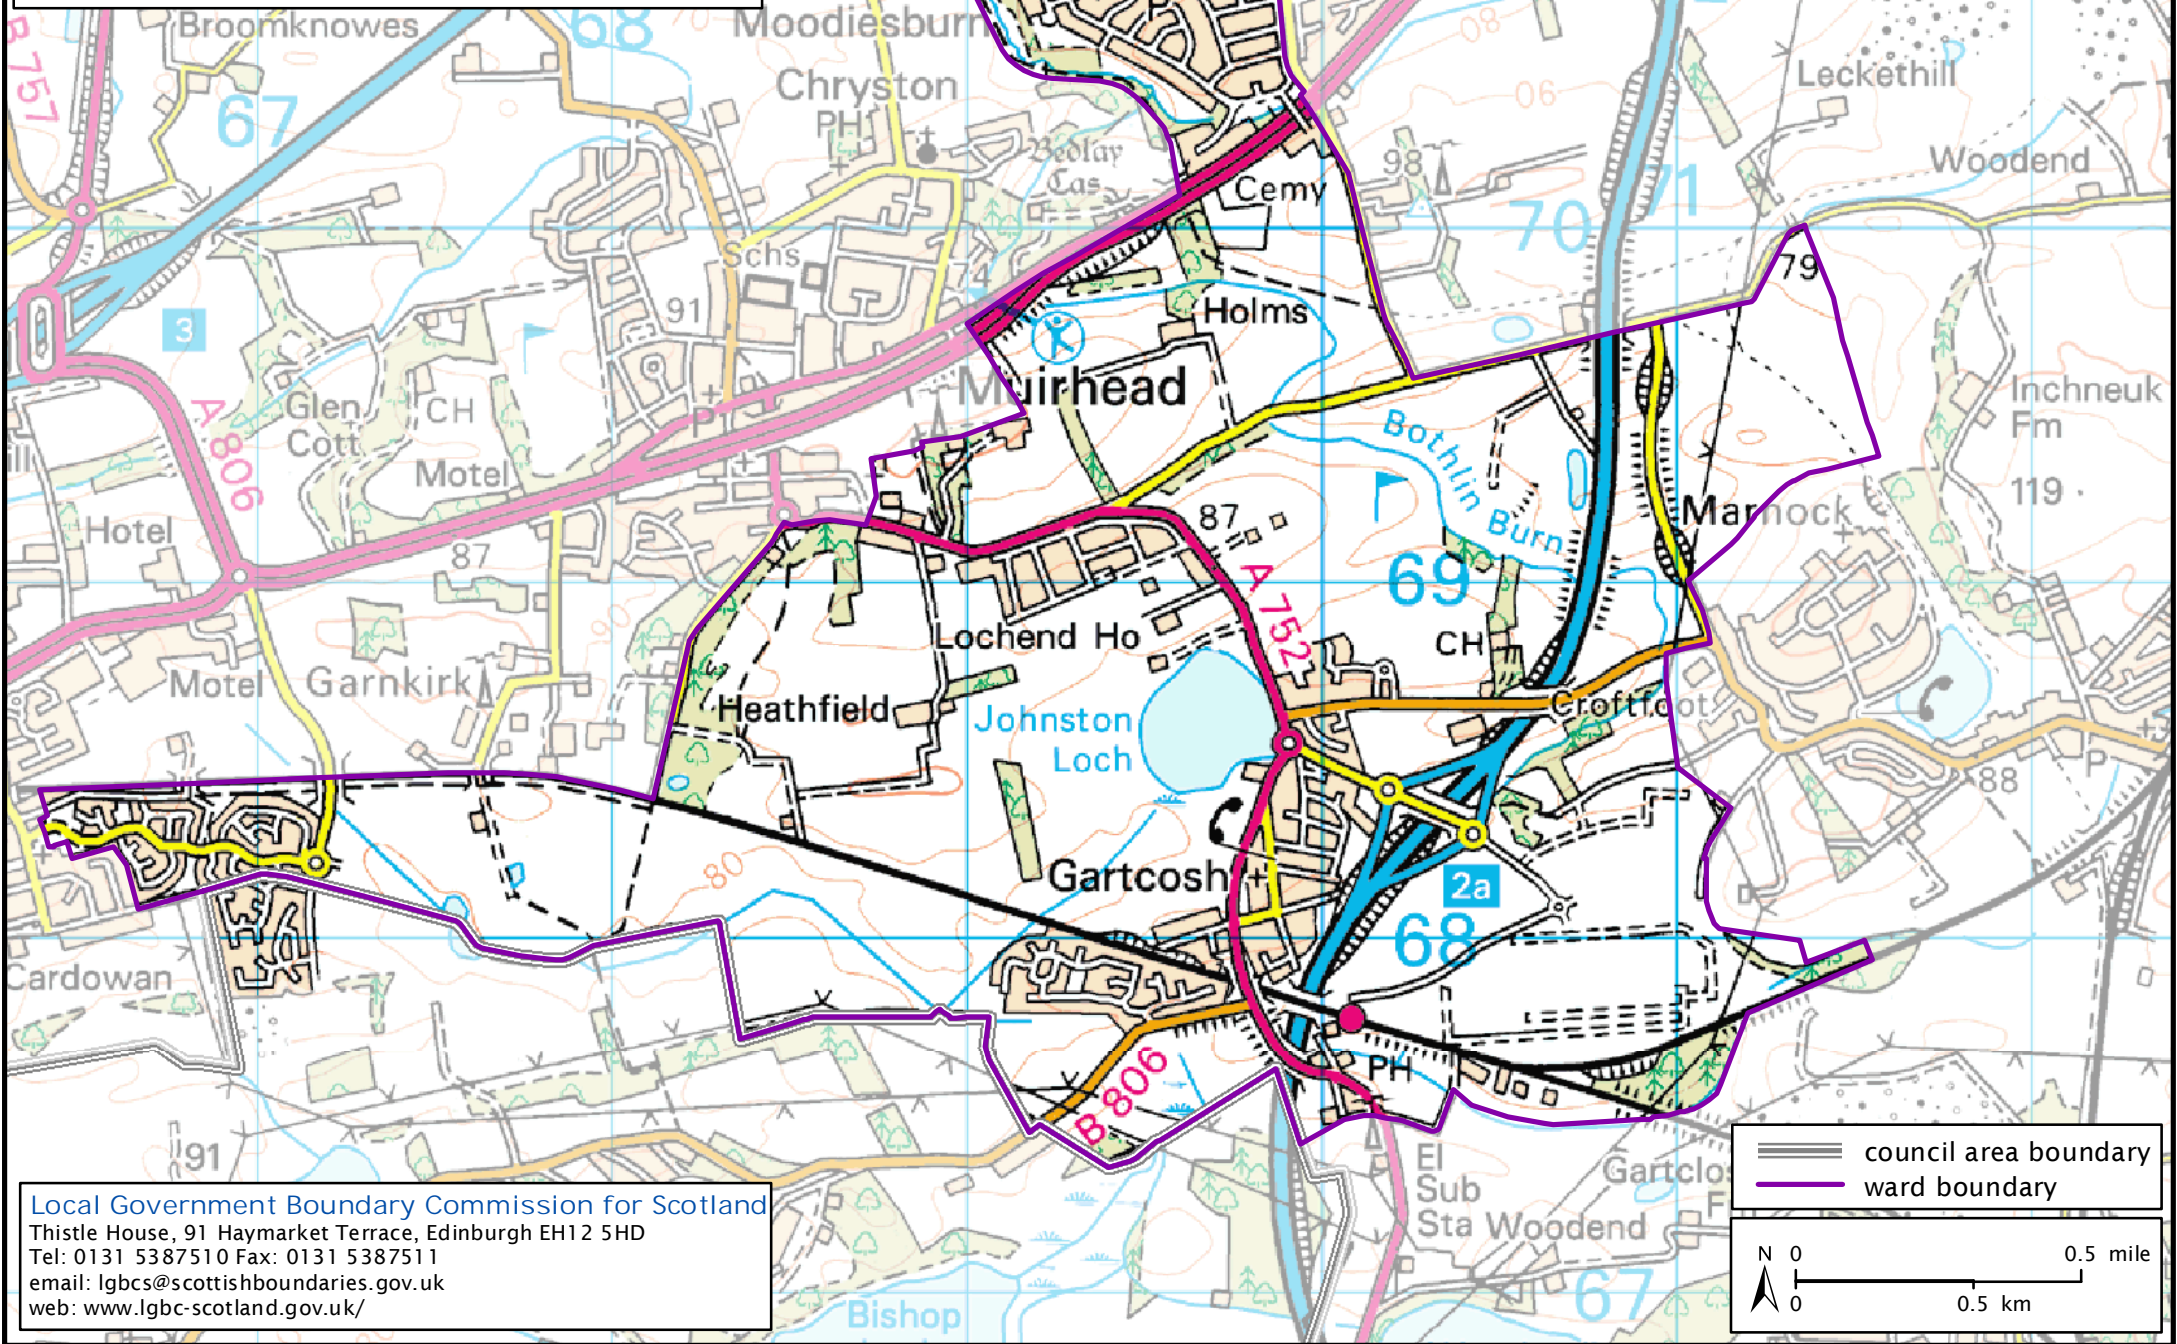 Broomknowes
68
Moodiesburn
P
08
B 757
67
Chryston
PH
Leckethill
06
Bedlay
Cas
98
Woodend
Cemy
70
71
Schs
74
79
3
91
Holms
Muirhead
Glen
Cott
CH
A 806
P
Inchneuk
Fm
Motel
Bothlin Burn
Hotel
87
87
Marnock
119
69
A 7752
Lochend Ho
CH
Motel
Garnkirk
Heathfield
Johnston
Loch
Croftfoot
P
88
80
Gartcosh
2a
68
Cardowan
PH
B 806
91
El
Sub
Sta
Woodend
67
Bishop
council area boundary
ward boundary
Local Government Boundary Commission for Scotland
Thistle House, 91 Haymarket Terrace, Edinburgh EH12 5HD
Tel: 0131 5387510 Fax: 0131 5387511
email: lgbcs@scottishboundaries.gov.uk
web: www.lgbc-scotland.gov.uk/
N 0 0.5 mile
0 0.5 km